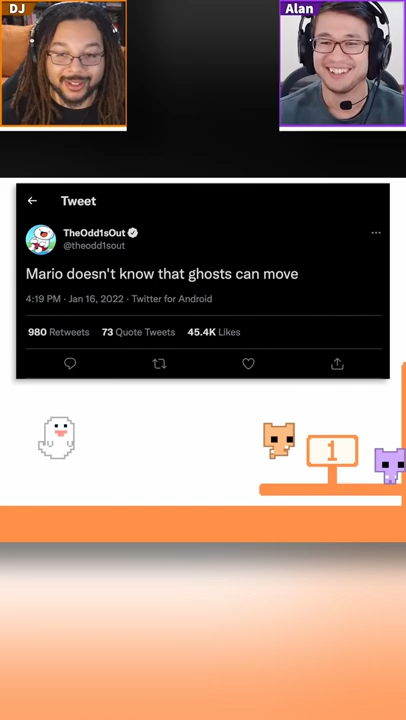 DJ
Alan
Tweet
TheOdd1sOut
@theodd1sout
Mario doesn't know that ghosts can move
4:19 PM · Jan 16, 2022 · Twitter for Android
980 Retweets 73 Quote Tweets 45.4K Likes
1